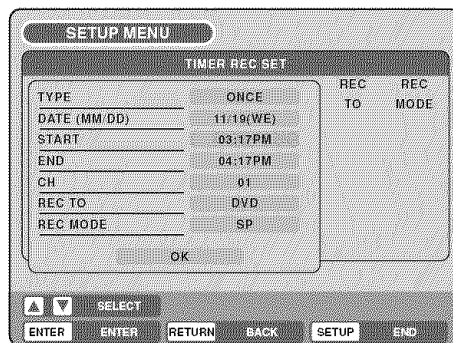 SETUP MENU
TIMER REC SET
REC REC
TO MODE
TYPE ONCE
DATE (MM/DD) 11/19(WE)
START 03:17PM
END 04:17PM
CH 01
REC TO DVD
REC MODE SP
OK
SELECT
ENTER ENTER RETURN BACK SETUP END